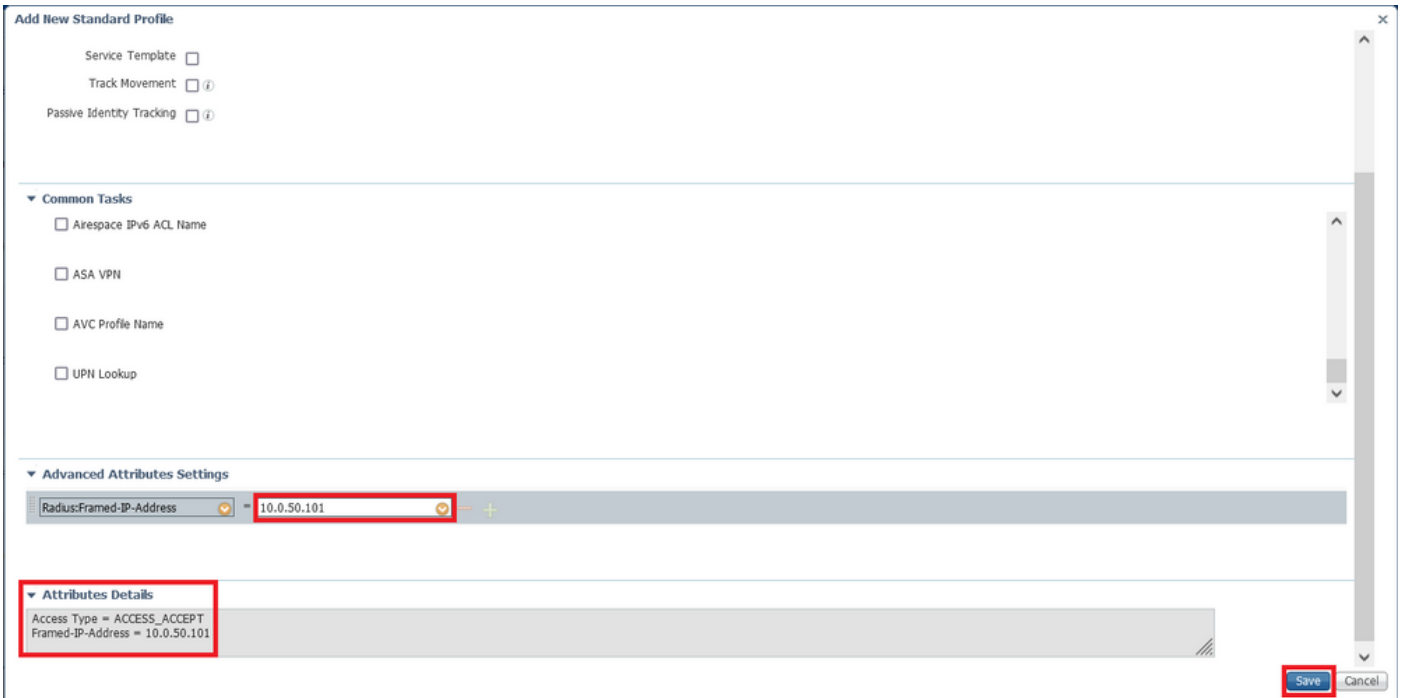 Add New Standard Profile
Service Template
Track Movement
Passive Identity Tracking
Common Tasks
Airespace IPv6 ACL Name
ASA VPN
AVC Profile Name
UPN Lookup
Advanced Attributes Settings
Radius:Framed-IP-Address = 10.0.50.101
Attributes Details
Access Type = ACCESS_ACCEPT
Framed-IP-Address = 10.0.50.101
Save Cancel